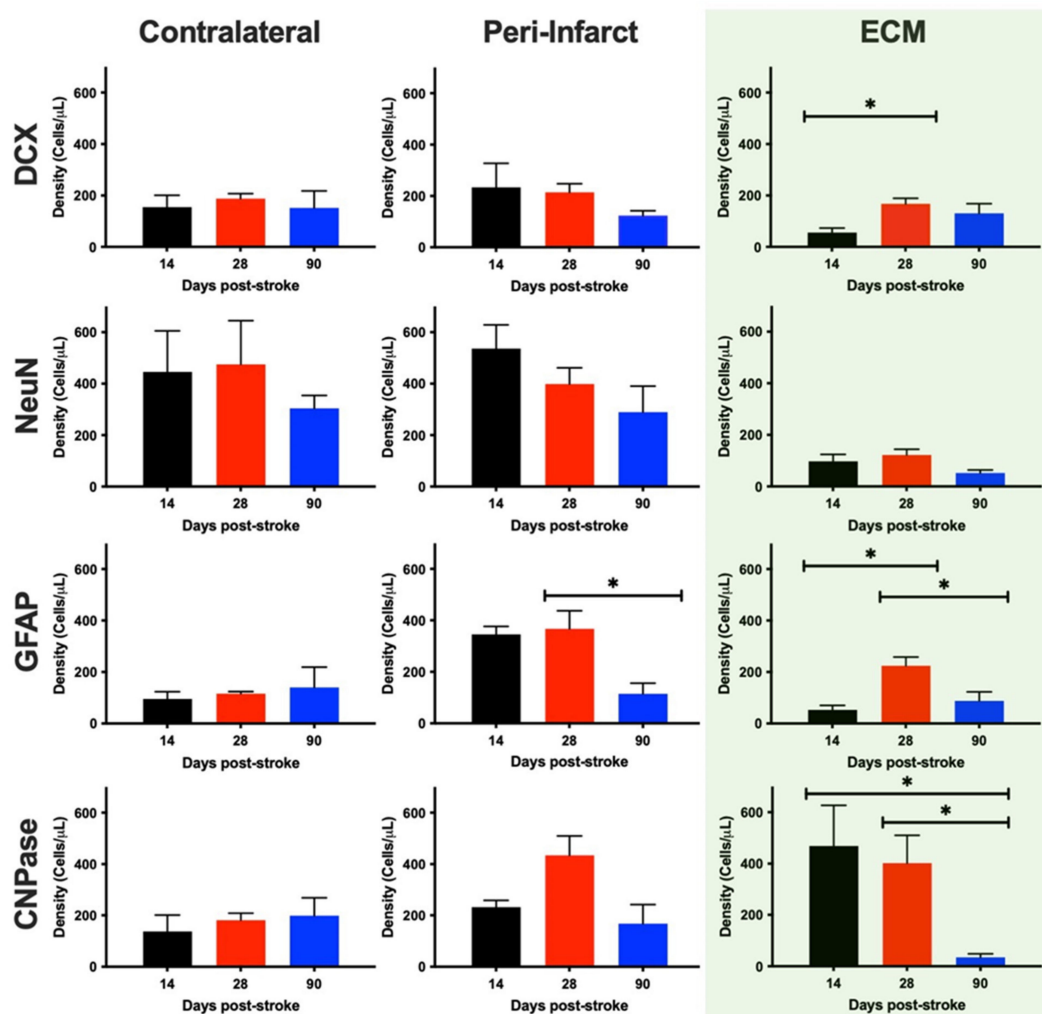 Contralateral Peri-Infarct ECM
DCX
Density (Cells/μL)
600
400
200
0
14 28 90
Days post-stroke
Density (Cells/μL)
600
400
200
0
14 28 90
Days post-stroke
Density (Cells/μL)
600
400
200
0
*
14 28 90
Days post-stroke
NeuN
Density (Cells/μL)
600
400
200
0
14 28 90
Days post-stroke
Density (Cells/μL)
600
400
200
0
14 28 90
Days post-stroke
Density (Cells/μL)
600
400
200
0
14 28 90
Days post-stroke
GFAP
Density (Cells/μL)
600
400
200
0
14 28 90
Days post-stroke
Density (Cells/μL)
600
400
200
0
*
14 28 90
Days post-stroke
Density (Cells/μL)
600
400
200
0
*
*
14 28 90
Days post-stroke
CNPase
Density (Cells/μL)
600
400
200
0
14 28 90
Days post-stroke
Density (Cells/μL)
600
400
200
0
14 28 90
Days post-stroke
Density (Cells/μL)
600
400
200
0
*
*
14 28 90
Days post-stroke